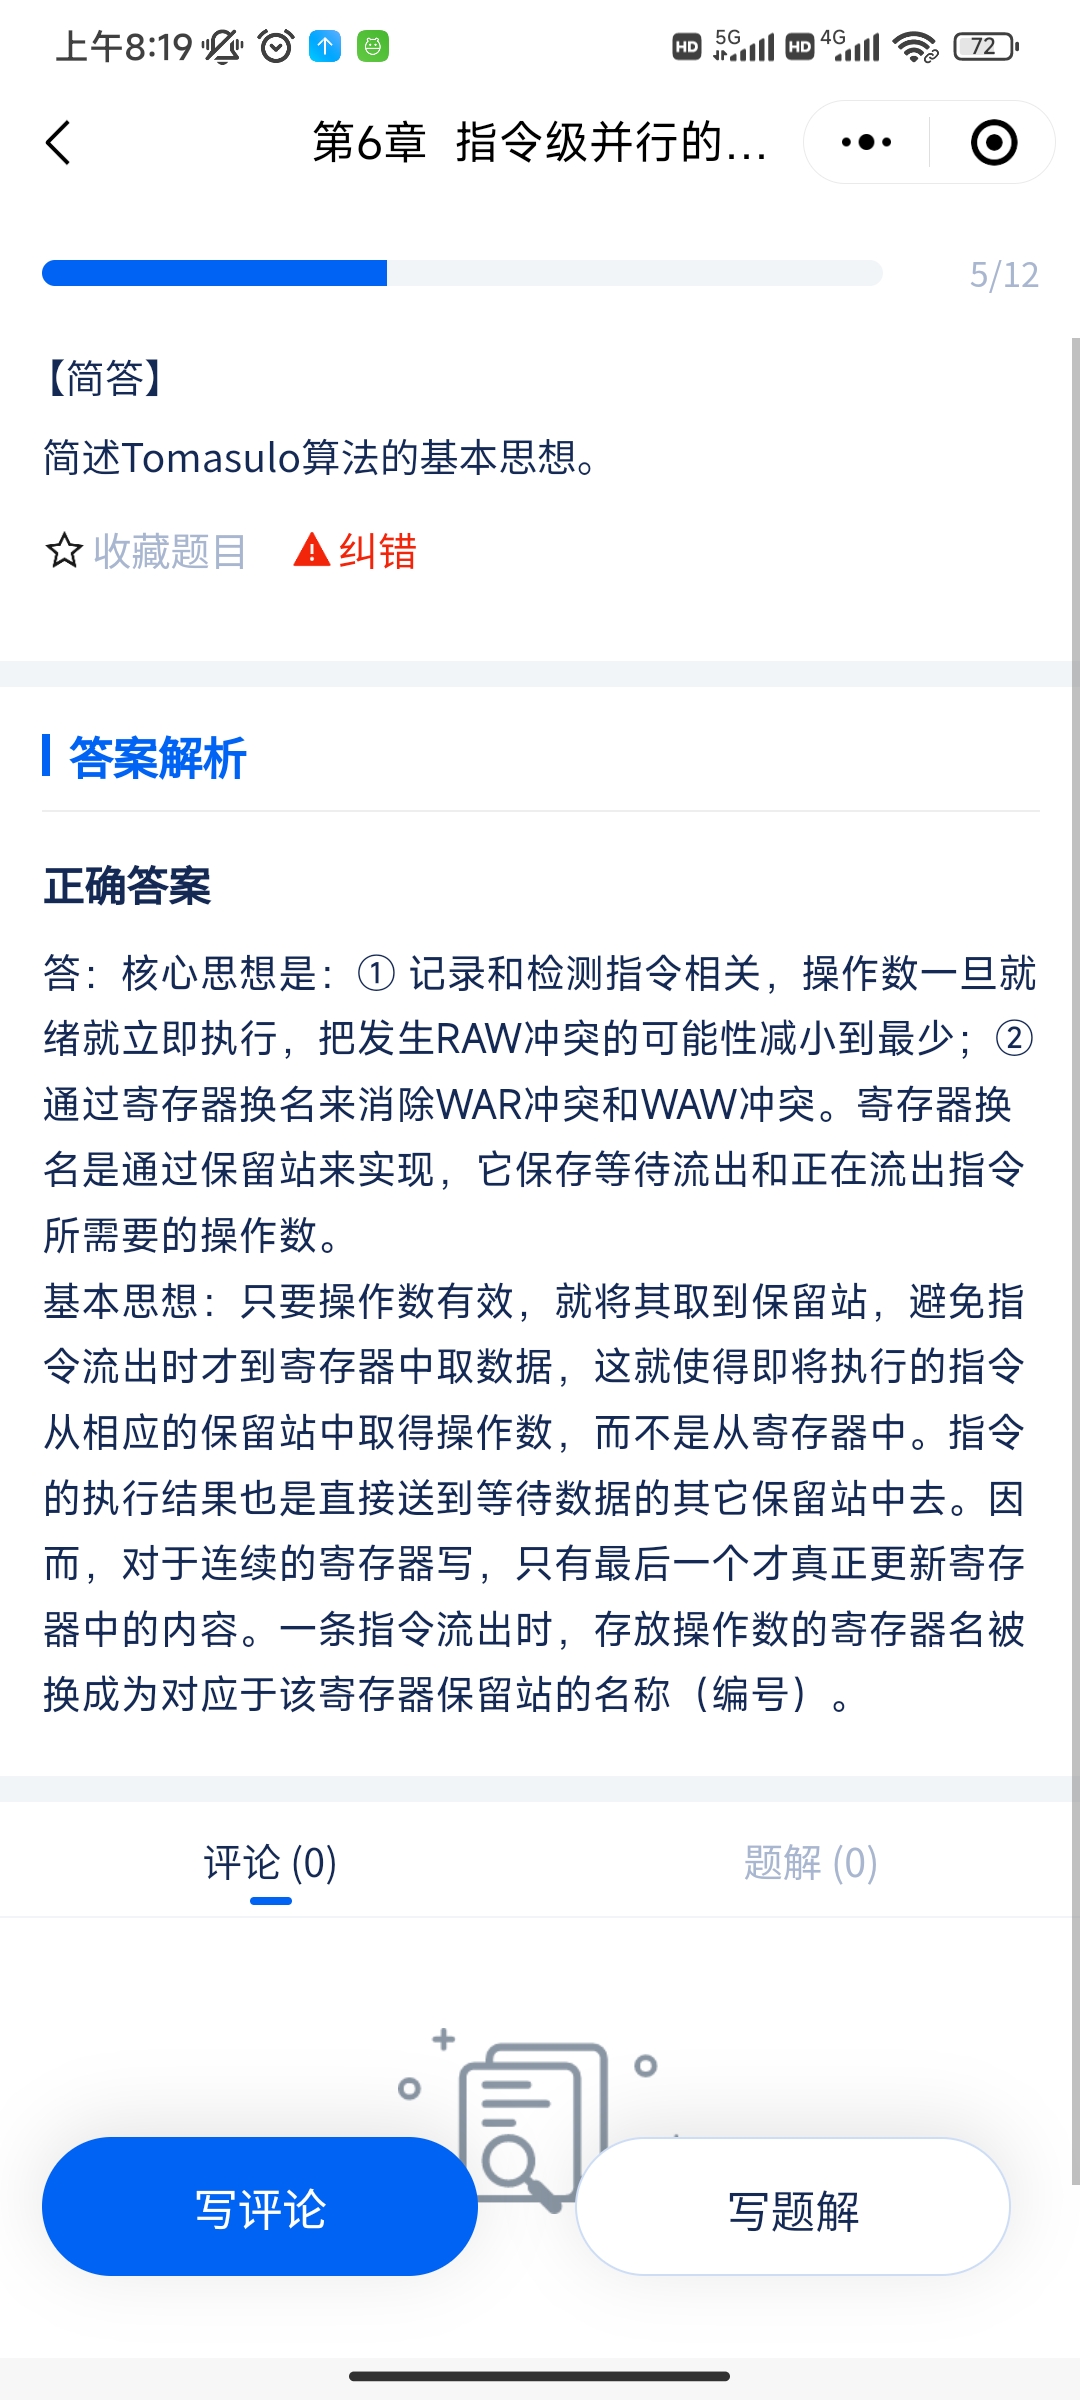 上午8:19
HD 5G HD 4G 72
第6章 指令级并行的...
5/12
【简答】
简述Tomasulo算法的基本思想。
收藏题目 纠错
答案解析
正确答案
答：核心思想是：① 记录和检测指令相关，操作数一旦就
绪就立即执行，把发生RAW冲突的可能性减小到最少；②
通过寄存器换名来消除WAR冲突和WAW冲突。寄存器换
名是通过保留站来实现，它保存等待流出和正在流出指令
所需要的操作数。
基本思想：只要操作数有效，就将其取到保留站，避免指
令流出时才到寄存器中取数据，这就使得即将执行的指令
从相应的保留站中取得操作数，而不是从寄存器中。指令
的执行结果也是直接送到等待数据的其它保留站中去。因
而，对于连续的寄存器写，只有最后一个才真正更新寄存
器中的内容。一条指令流出时，存放操作数的寄存器名被
换成为对应于该寄存器保留站的名称（编号）。
评论 (0) 题解 (0)
写评论 写题解